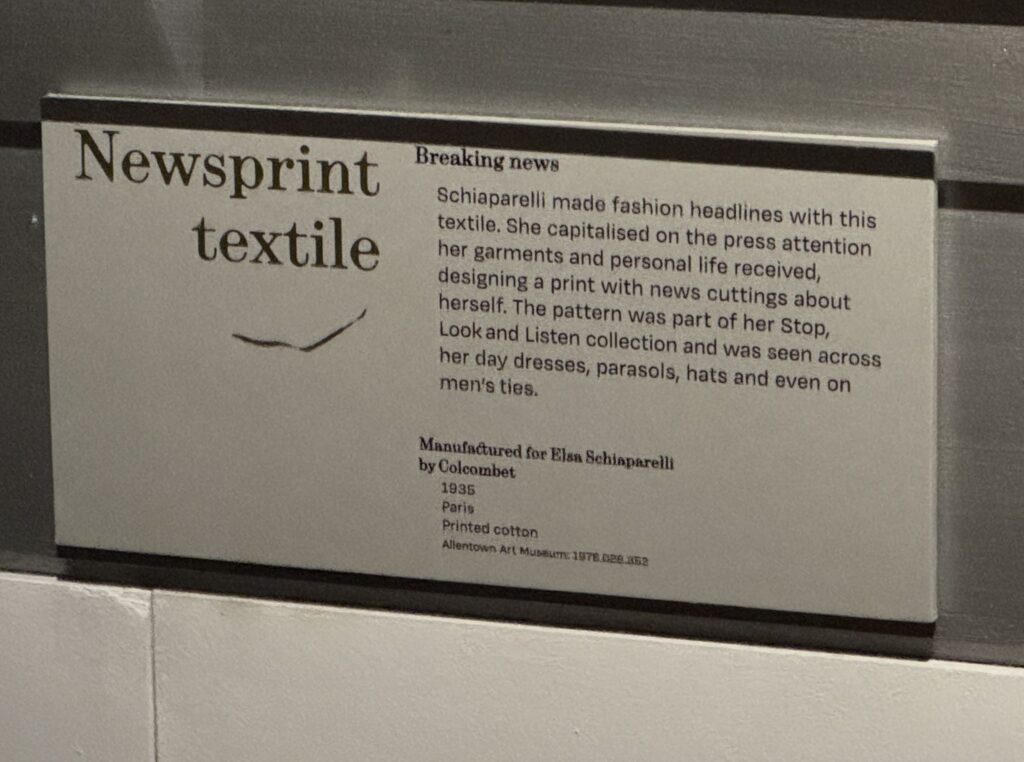 Newsprint
textile
Breaking news
Schiaparelli made fashion headlines with this
textile. She capitalised on the press attention
her garments and personal life received,
designing a print with news cuttings about
herself. The pattern was part of her Stop,
Look and Listen collection and was seen across
her day dresses, parasols, hats and even on
men's ties.
Manufactured for Elsa Schiaparelli
by Colcombet
1935
Paris
Printed cotton
Allentown Art Museum: